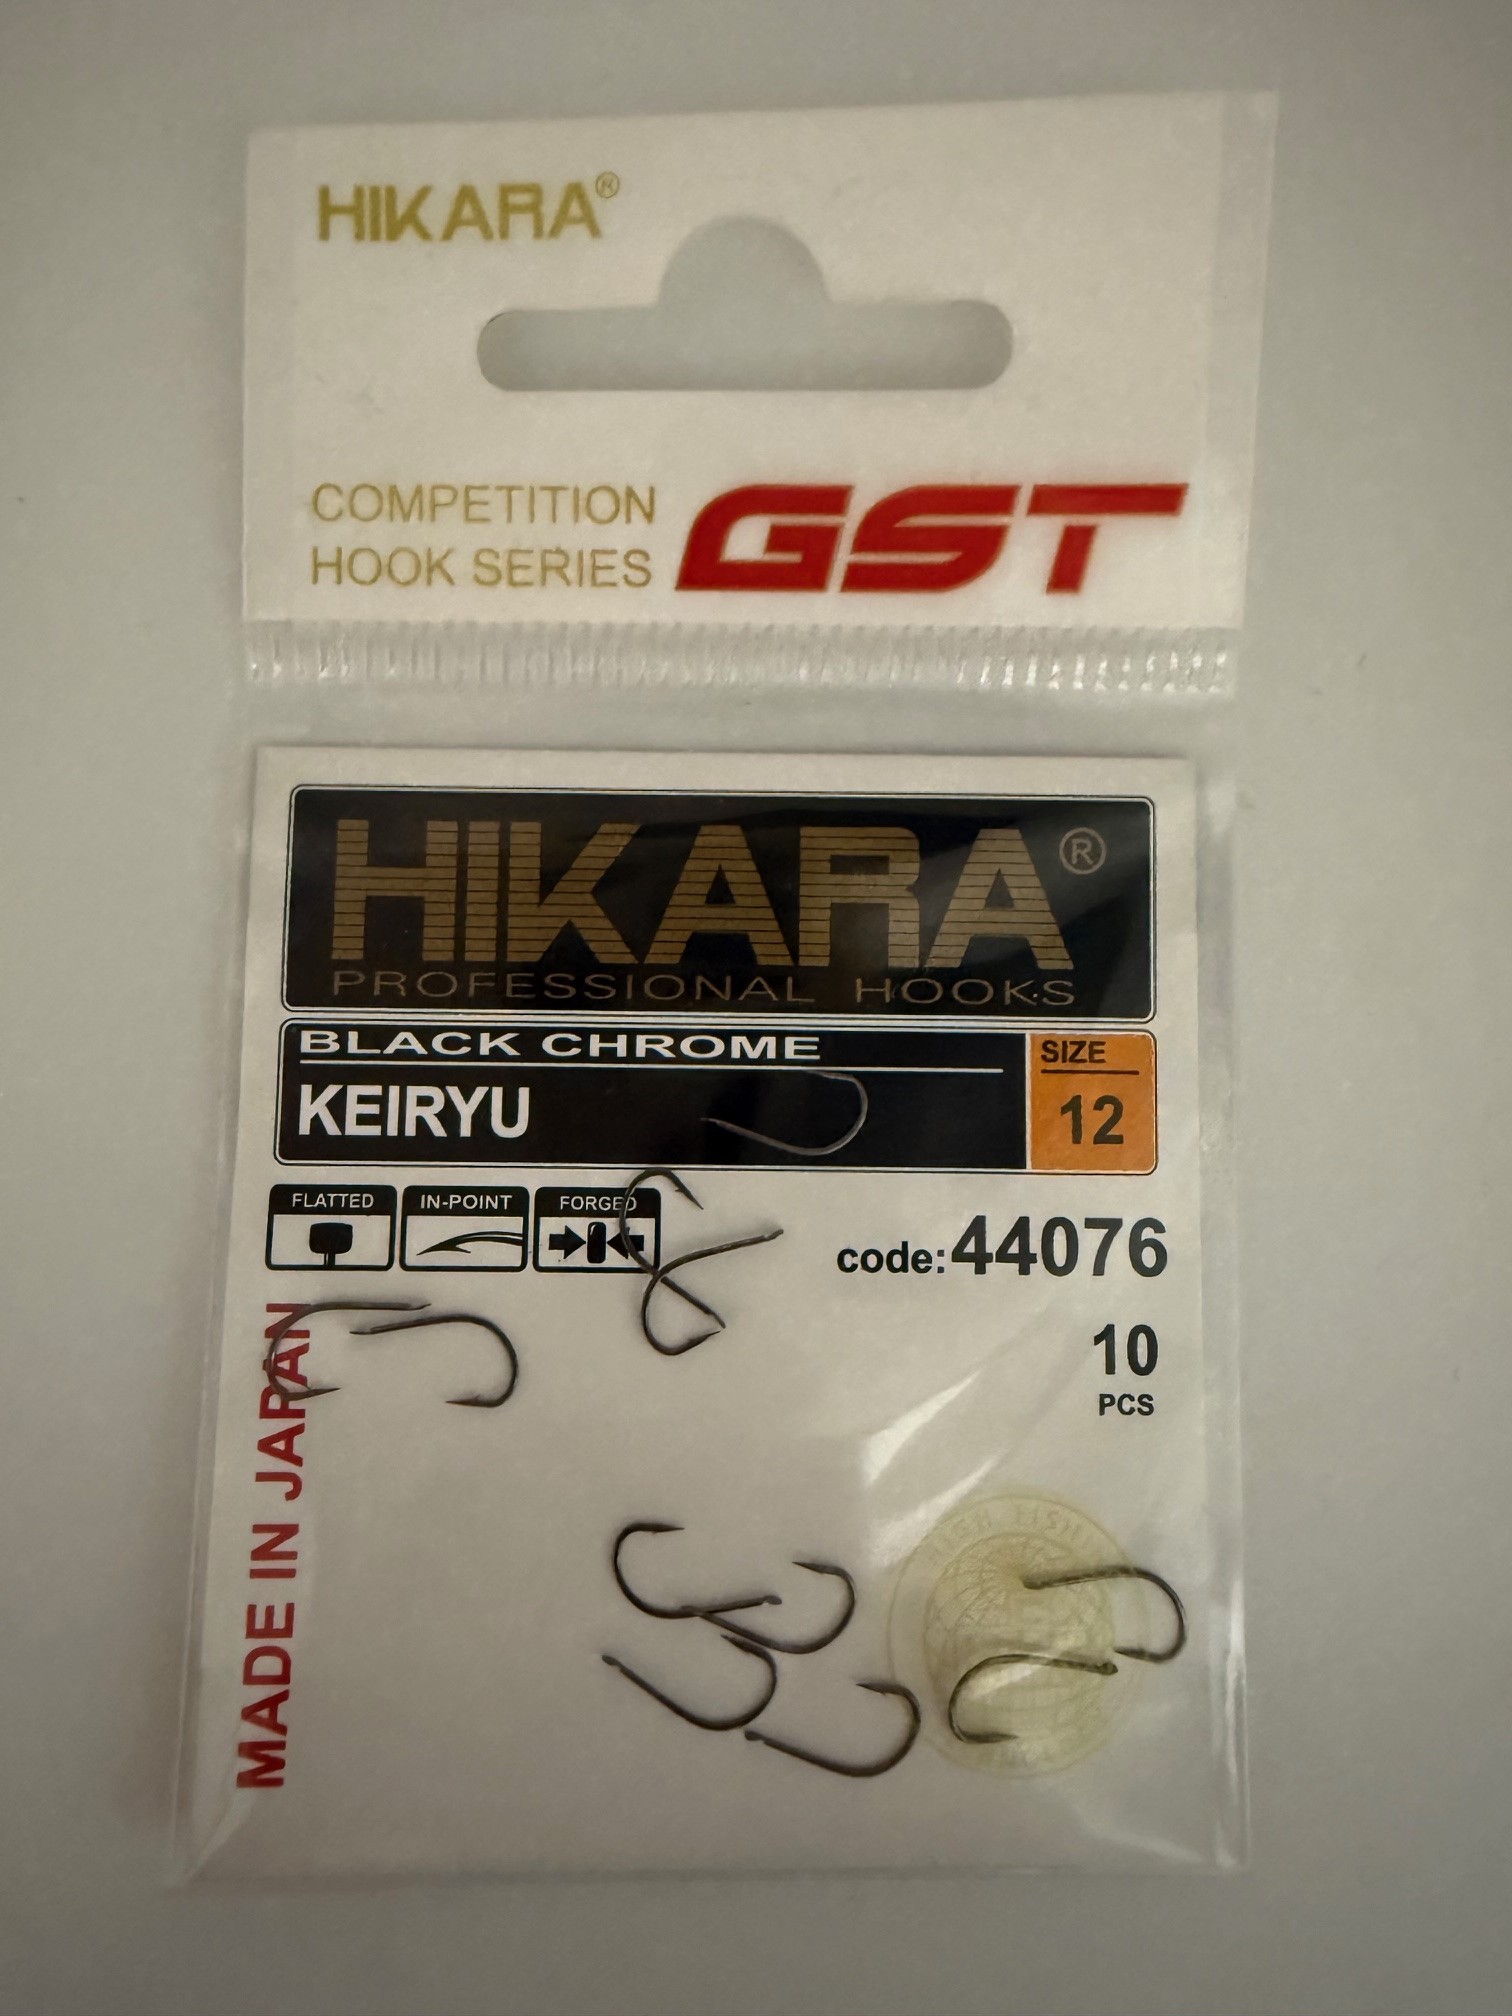 HIKARA®
COMPETITION
HOOK SERIES
GST
HIKARA®
PROFESSIONAL HOOKS
BLACK CHROME
KEIRYU
SIZE
12
FLATTED
IN-POINT
FORGED
code:44076
10
PCS
MADE IN JAPAN